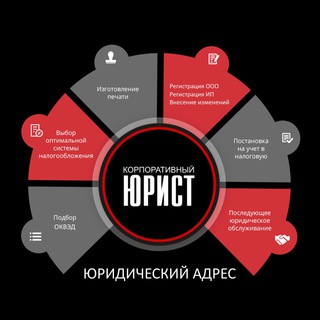 Изготовление
печати
Регистрация ООО
Регистрация ИП
Внесение изменений
Выбор
оптимальной
системы
налогообложения
Постановка
на учет в
налоговую
КОРПОРАТИВНЫЙ
ЮРИСТ
Подбор
ОКВЭД
Последующее
юридическое
обслуживание
ЮРИДИЧЕСКИЙ АДРЕС